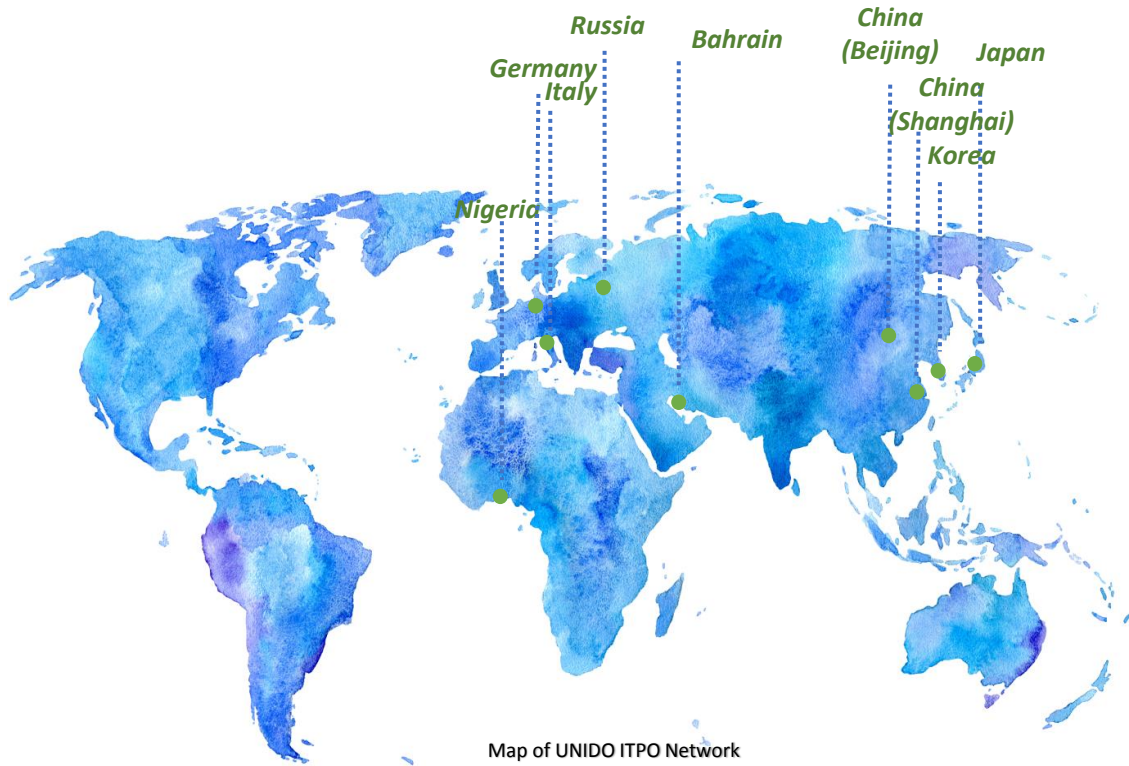 Russia
China
(Beijing)
Bahrain
Japan
Germany
Italy
China
(Shanghai)
Korea
Nigeria
Map of UNIDO ITPO Network